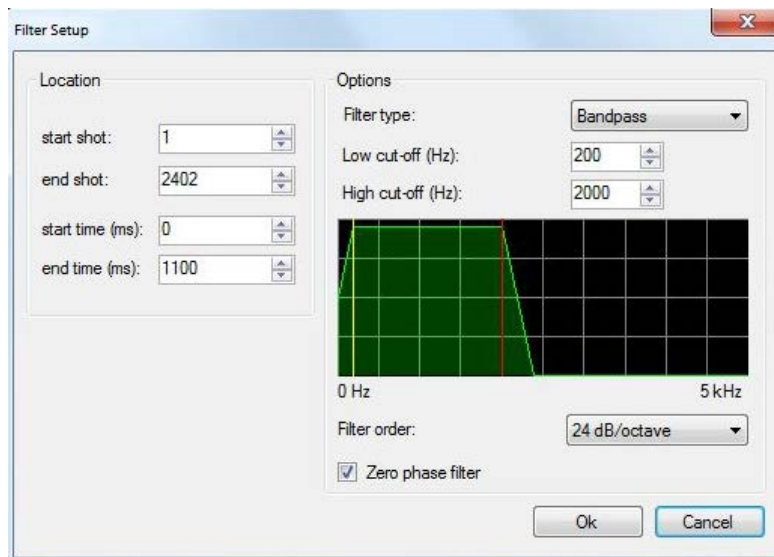 Filter Setup
X
Location
start shot: 1
end shot: 2402
start time (ms): 0
end time (ms): 1100
Options
Filter type: Bandpass
Low cut-off (Hz): 200
High cut-off (Hz): 2000
0 Hz 5 kHz
Filter order: 24 dB/octave
Zero phase filter
Ok Cancel